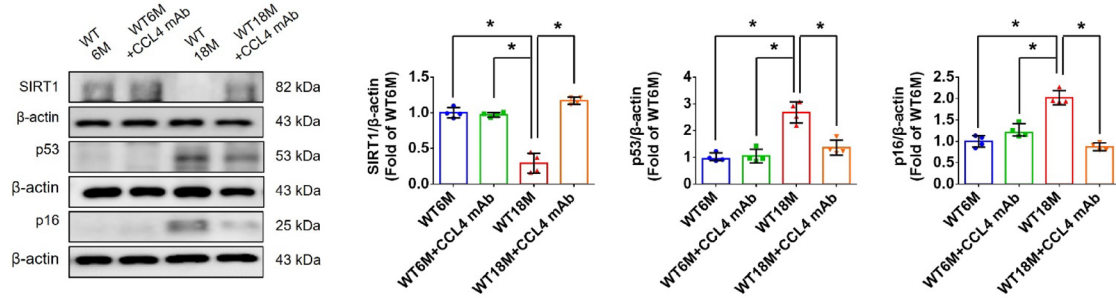 WT
6M
WT6M
+CCL4 mAb
WT
18M
WT18M
+CCL4 mAb
SIRT1
82 kDa
β-actin
43 kDa
p53
53 kDa
β-actin
43 kDa
p16
25 kDa
β-actin
43 kDa
SIRT1/β-actin
(Fold of WT6M)
1.5
1.0
0.5
0.0
*
*
*
WT6M
WT6M+CCL4 mAb
WT18M
WT18M+CCL4 mAb
p53/β-actin
(Fold of WT6M)
4
3
2
1
0
*
*
*
WT6M
WT6M+CCL4 mAb
WT18M
WT18M+CCL4 mAb
p16/β-actin
(Fold of WT6M)
2.5
2.0
1.5
1.0
0.5
0.0
*
*
*
WT6M
WT6M+CCL4 mAb
WT18M
WT18M+CCL4 mAb